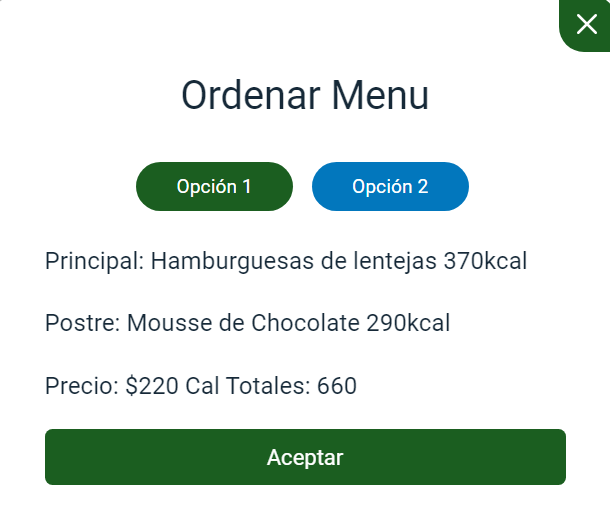 Ordenar Menu
Opción 1 Opción 2
Principal: Hamburguesas de lentejas 370kcal
Postre: Mousse de Chocolate 290kcal
Precio: $220 Cal Totales: 660
Aceptar